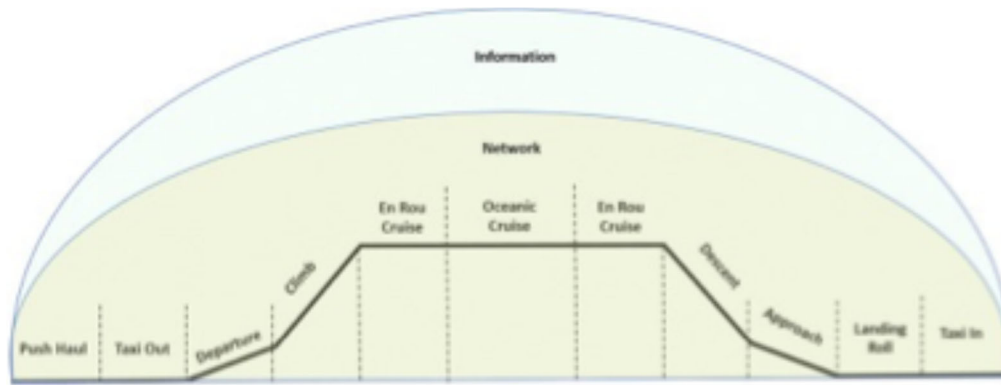 Information
Network
En Rou
Cruise
Oceanic
Cruise
En Rou
Cruise
Climb
Descent
Push Haul
Taxi Out
Departure
Approach
Landing
Roll
Taxi In